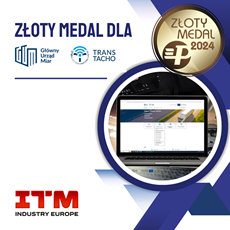 ZŁOTY MEDAL DLA
Główny
Urząd
Miar
TRANS
TACHO
ZŁOTY
MEDAL
2024
ITM
INDUSTRY EUROPE